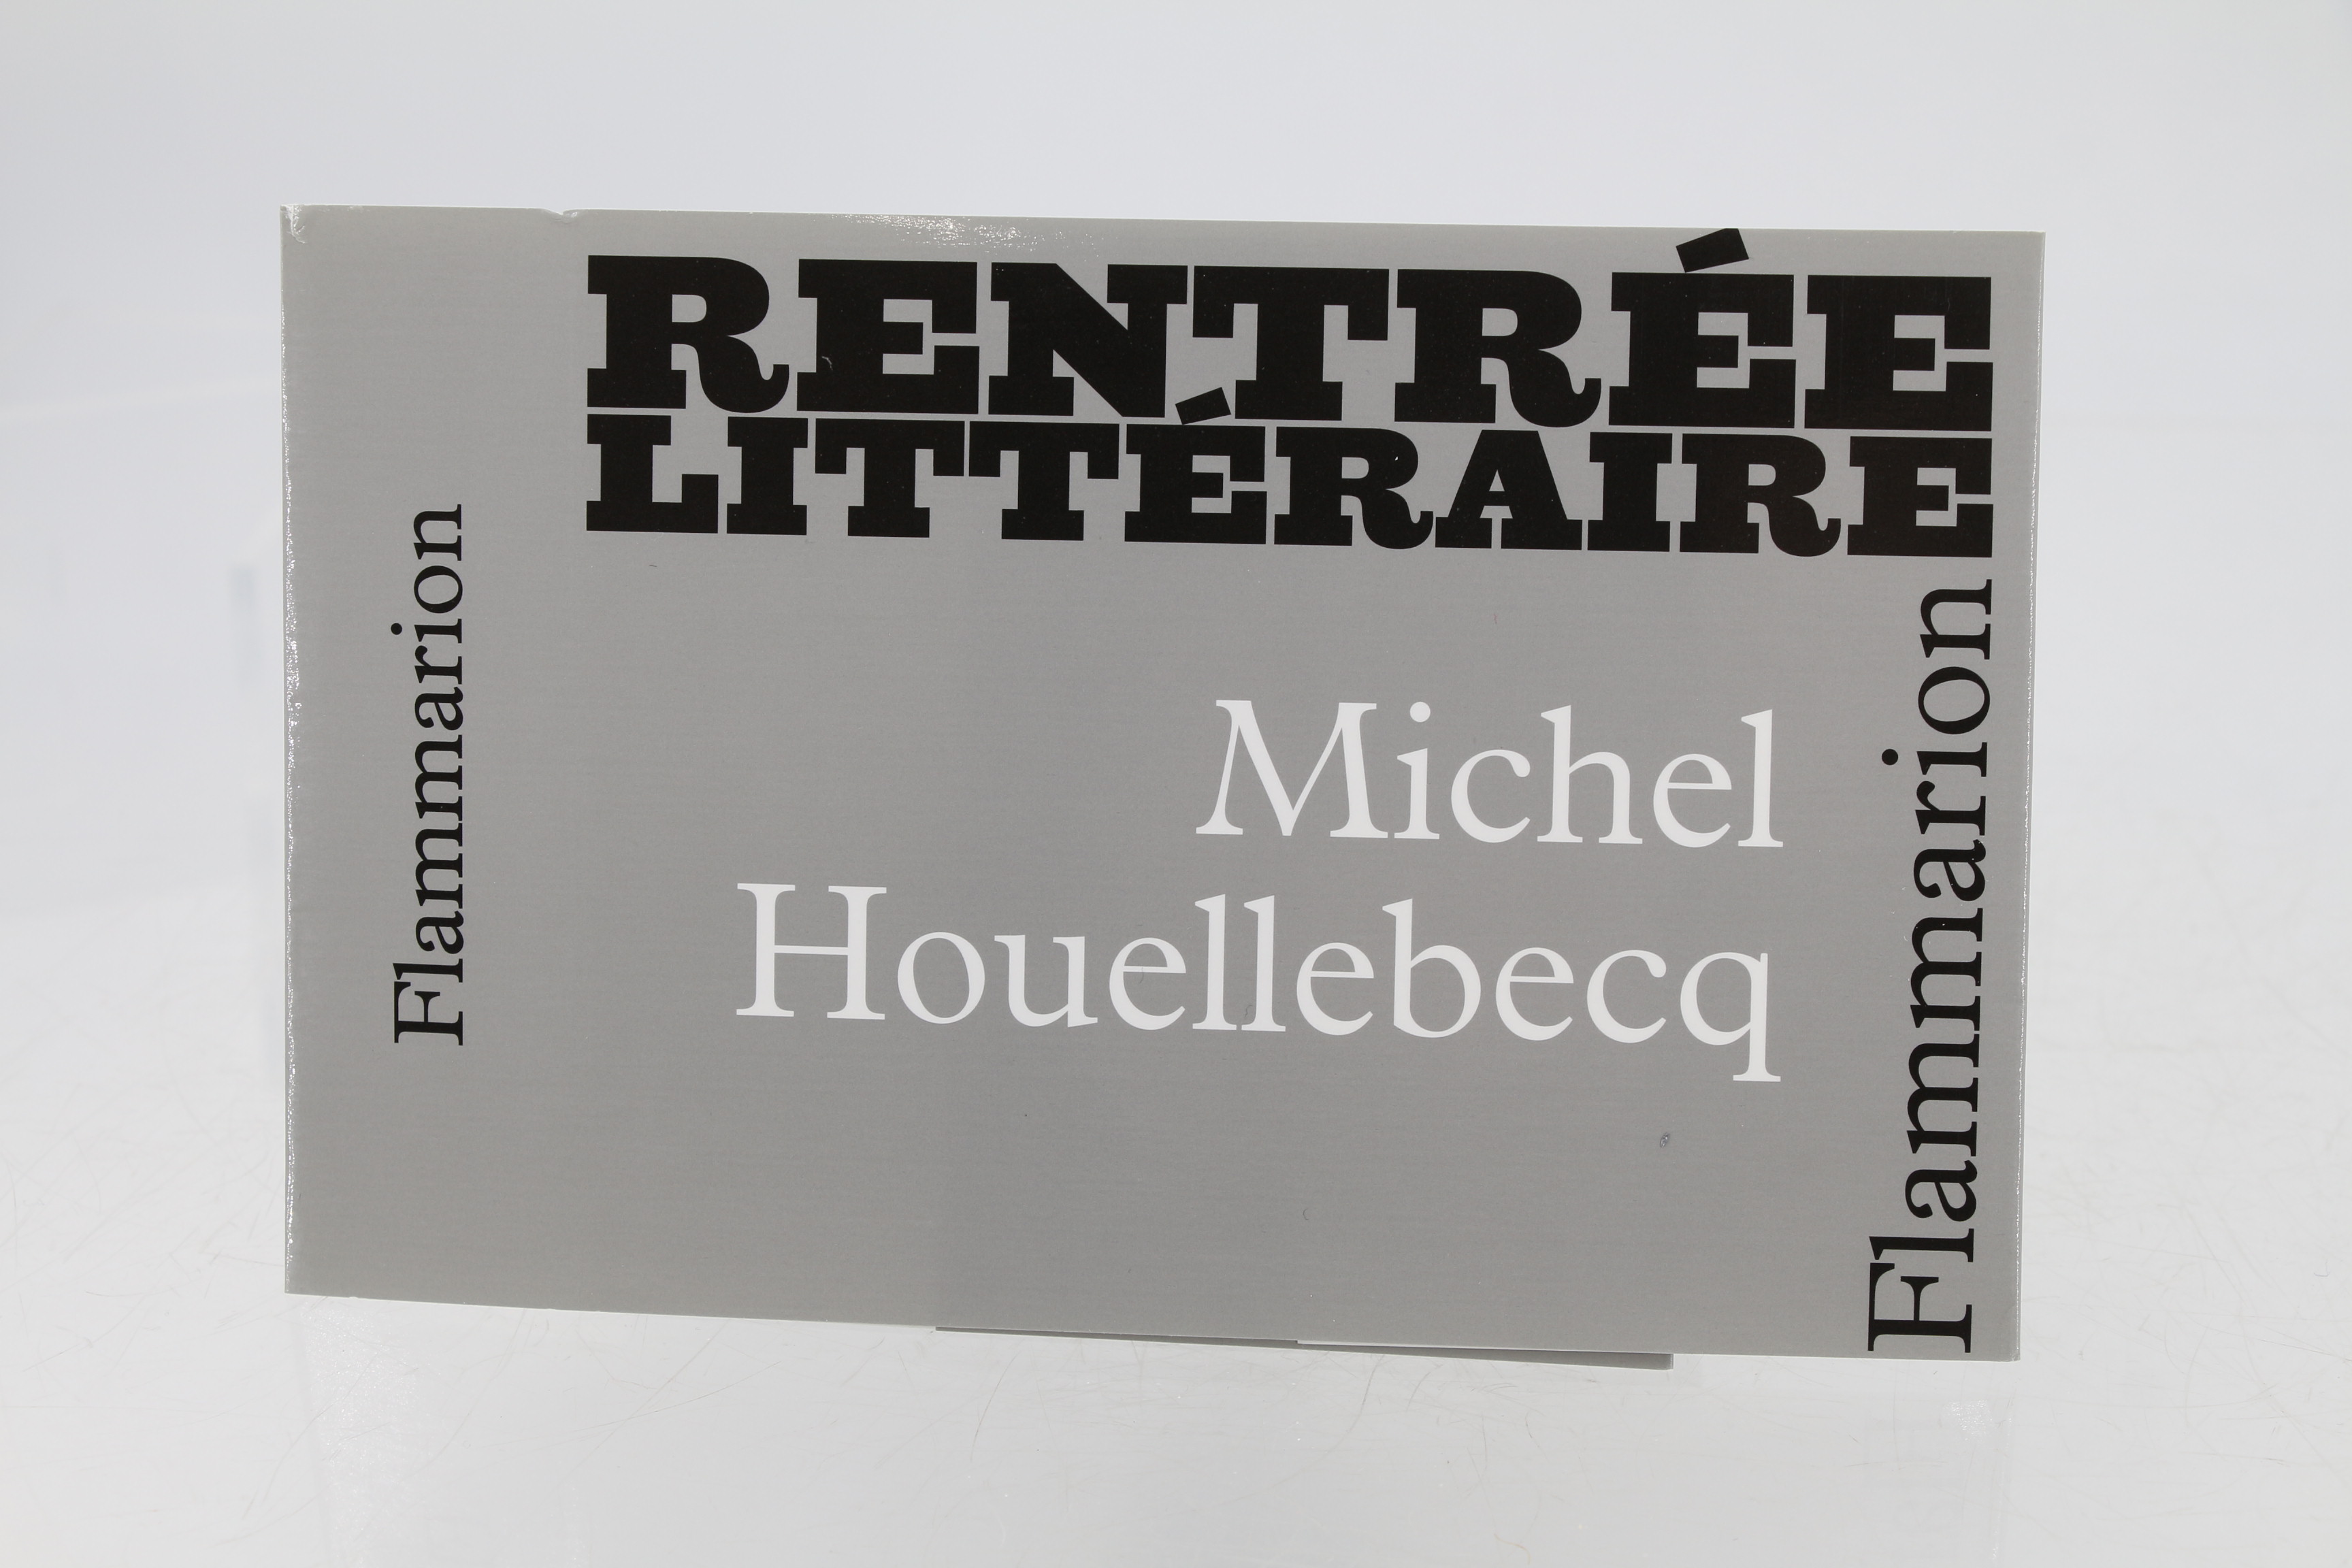 RENTRÉE
LITTÉRAIRE
Flammarion
Michel
Houellebecq
Flammarion